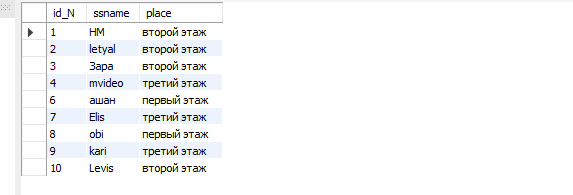 id_N ssname place
1 HM второй этаж
2 letyal второй этаж
3 Зара второй этаж
4 mvideo третий этаж
6 ашан первый этаж
7 Elis третий этаж
8 obi первый этаж
9 kari третий этаж
10 Levis второй этаж